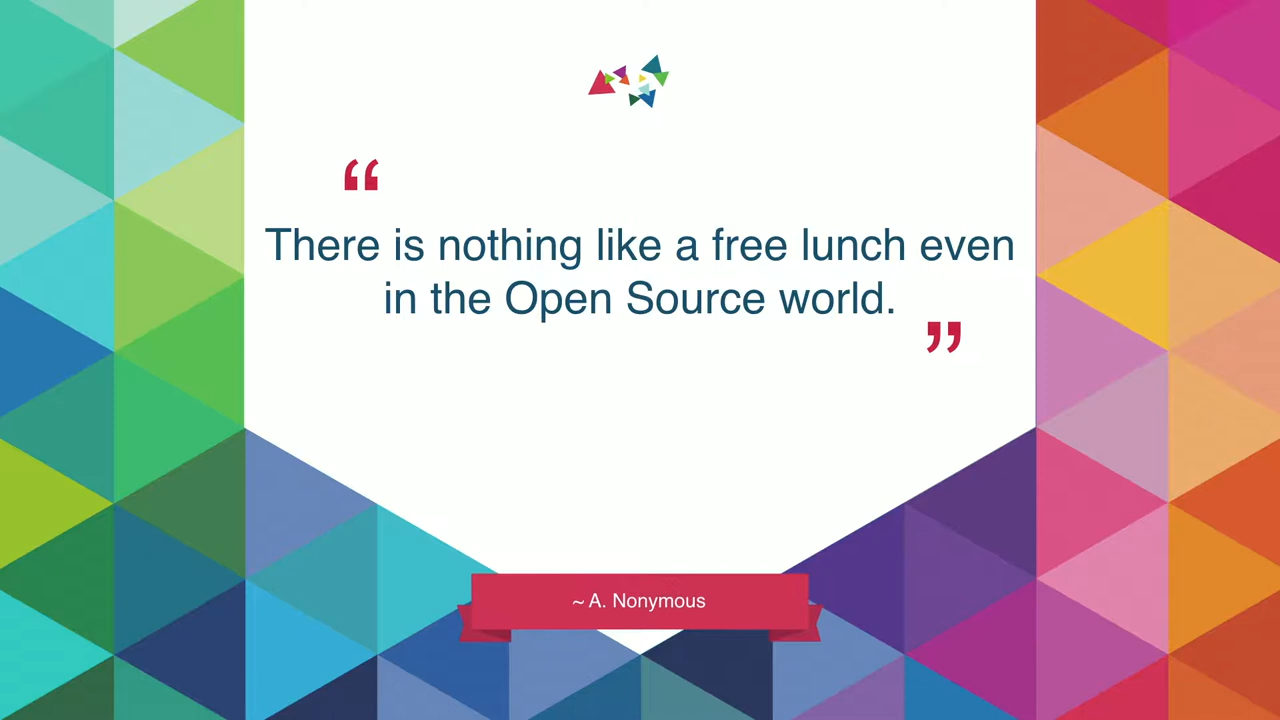 “
There is nothing like a free lunch even
in the Open Source world.
”
~ A. Nonymous